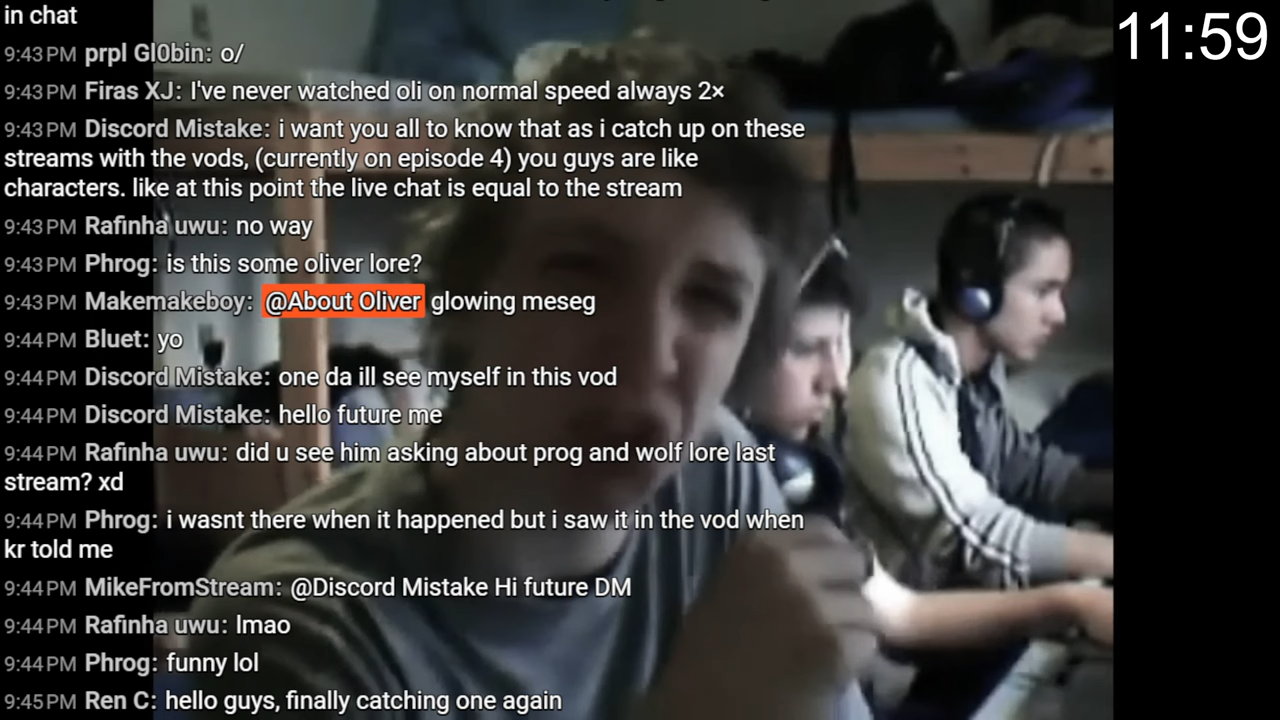 in chat
11:59
9:43 PM prpl Gl0bin: o/
9:43 PM Firas XJ: I've never watched oli on normal speed always 2×
9:43 PM Discord Mistake: i want you all to know that as i catch up on these
streams with the vods, (currently on episode 4) you guys are like
characters. like at this point the live chat is equal to the stream
9:43 PM Rafinha uwu: no way
9:43 PM Phrog: is this some oliver lore?
9:43 PM Makemakeboy: @About Oliver glowing meseg
9:44 PM Bluet: yo
9:44 PM Discord Mistake: one da ill see myself in this vod
9:44 PM Discord Mistake: hello future me
9:44 PM Rafinha uwu: did u see him asking about prog and wolf lore last
stream? xd
9:44 PM Phrog: i wasnt there when it happened but i saw it in the vod when
kr told me
9:44 PM MikeFromStream: @Discord Mistake Hi future DM
9:44 PM Rafinha uwu: lmao
9:44 PM Phrog: funny lol
9:45 PM Ren C: hello guys, finally catching one again